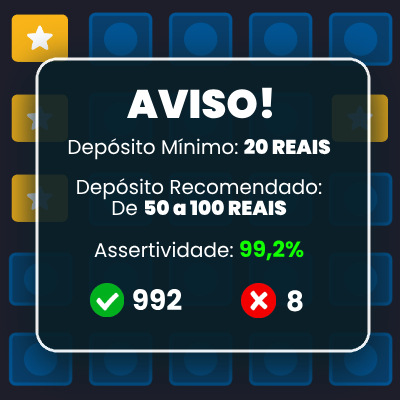 AVISO!
Depósito Mínimo: 20 REAIS
Depósito Recomendado:
De 50 a 100 REAIS
Assertividade: 99,2%
992 8